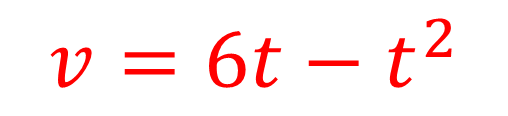 v = 6t − t²